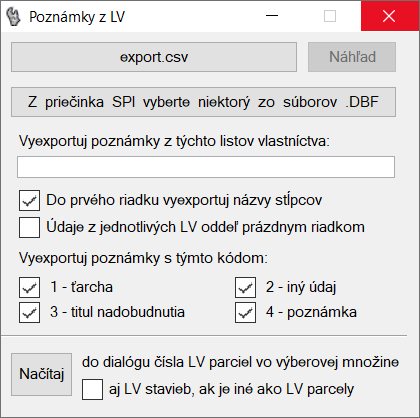 Poznámky z LV
export.csv Náhľad
Z priečinka SPI vyberte niektorý zo súborov .DBF
Vyexportuj poznámky z týchto listov vlastníctva:
Do prvého riadku vyexportuj názvy stĺpcov
Údaje z jednotlivých LV oddeľ prázdnym riadkom
Vyexportuj poznámky s týmto kódom:
1 - ťarcha 2 - iný údaj
3 - titul nadobudnutia 4 - poznámka
Načítaj
do dialógu čísla LV parciel vo výberovej množine
aj LV stavieb, ak je iné ako LV parcely